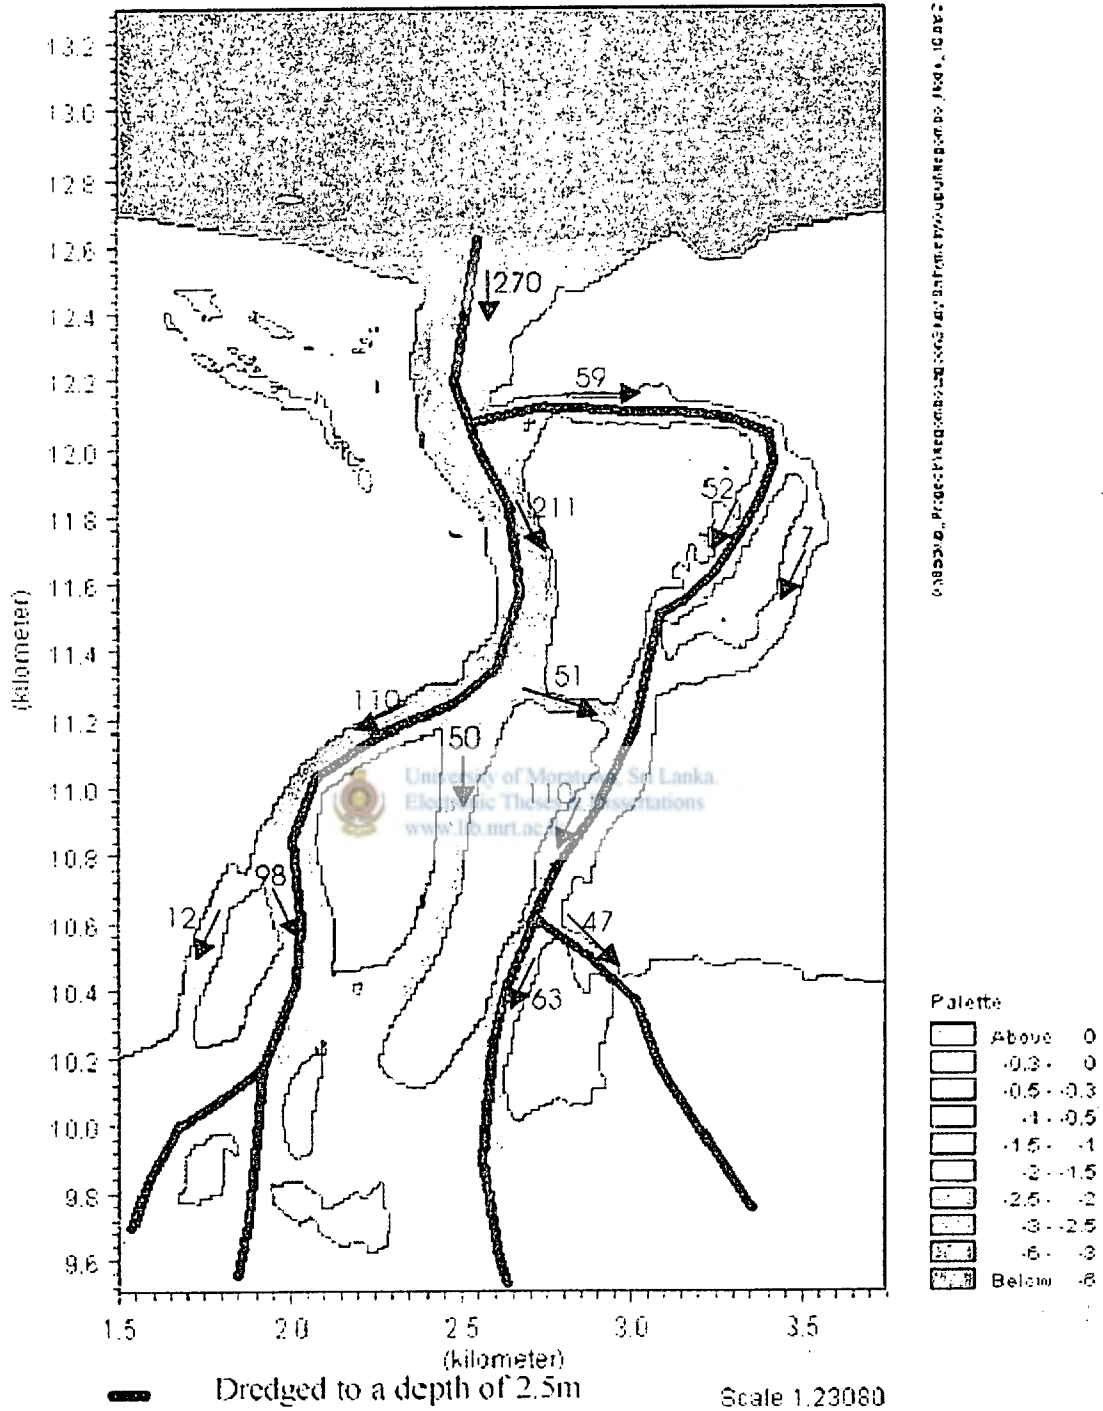 13.2
13.0
12.8
12.6
12.4
12.2
12.0
11.8
11.6
11.4
11.2
11.0
10.8
10.6
10.4
10.2
10.0
9.8
9.6
(kilometer)
270
59
52
211
7
51
110
50
110
98
12
47
63
University of Moratuwa, Sri Lanka.
Electronic Theses & Dissertations
www.lib.mrt.ac.lk
Palette
Above 0
-0.3 - 0
-0.5 - -0.3
-1 - -0.5
-1.5 - -1
-2 - -1.5
-2.5 - -2
-3 - -2.5
-6 - -3
Below -6
1.5 2.0 2.5 3.0 3.5
(kilometer)
Dredged to a depth of 2.5m
Scale 1:23080